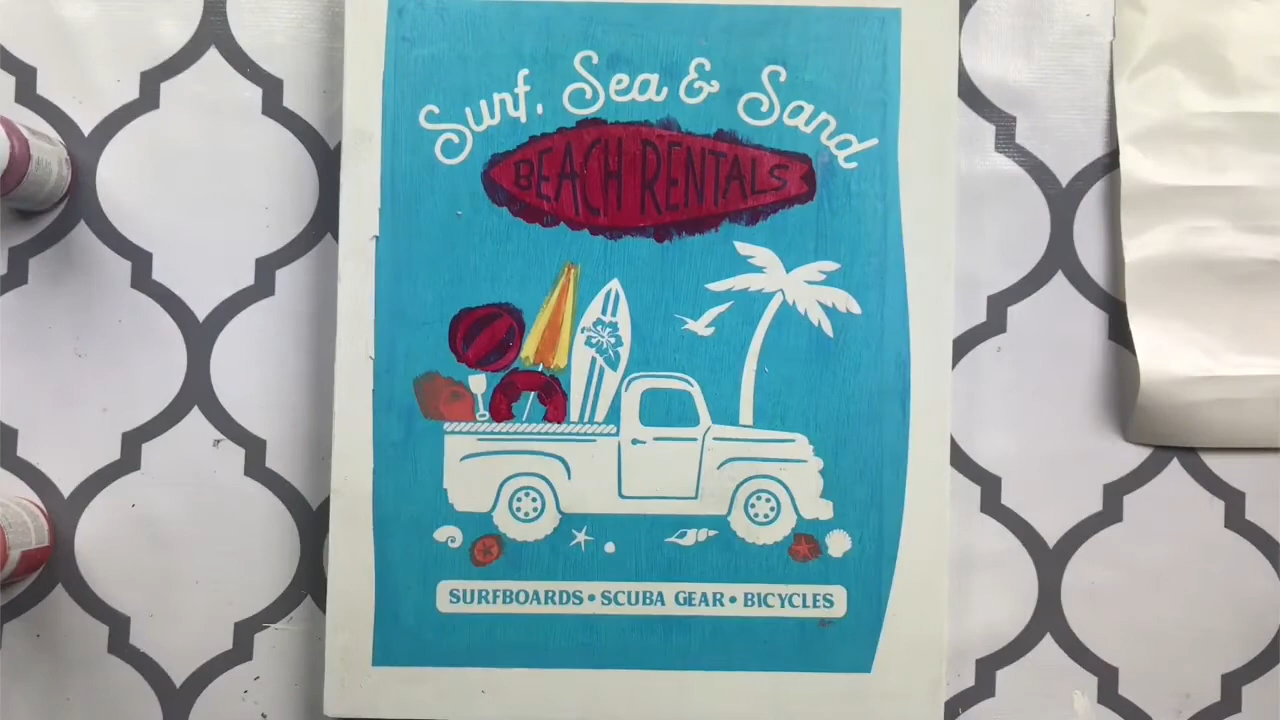 Surf, Sea & Sand
BEACH RENTALS
SURFBOARDS • SCUBA GEAR • BICYCLES